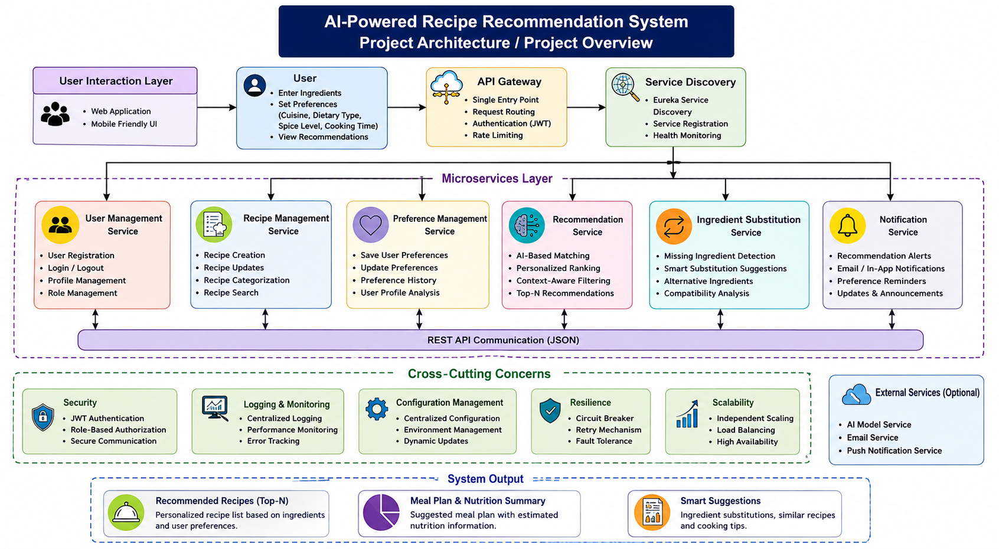 AI-Powered Recipe Recommendation System
Project Architecture / Project Overview
User Interaction Layer
• Web Application
• Mobile Friendly UI
User
• Enter Ingredients
• Set Preferences
(Cuisine, Dietary Type,
Spice Level, Cooking Time)
• View Recommendations
API Gateway
• Single Entry Point
• Request Routing
• Authentication (JWT)
• Rate Limiting
Service Discovery
• Eureka Service
Discovery
• Service Registration
• Health Monitoring
Microservices Layer
User Management
Service
• User Registration
• Login / Logout
• Profile Management
• Role Management
Recipe Management
Service
• Recipe Creation
• Recipe Updates
• Recipe Categorization
• Recipe Search
Preference Management
Service
• Save User Preferences
• Update Preferences
• Preference History
• User Profile Analysis
Recommendation
Service
• AI-Based Matching
• Personalized Ranking
• Context-Aware Filtering
• Top-N Recommendations
Ingredient Substitution
Service
• Missing Ingredient Detection
• Smart Substitution Suggestions
• Alternative Ingredients
• Compatibility Analysis
Notification
Service
• Recommendation Alerts
• Email / In-App Notifications
• Preference Reminders
• Updates & Announcements
REST API Communication (JSON)
Cross-Cutting Concerns
Security
• JWT Authentication
• Role-Based Authorization
• Secure Communication
Logging & Monitoring
• Centralized Logging
• Performance Monitoring
• Error Tracking
Configuration Management
• Centralized Configuration
• Environment Management
• Dynamic Updates
Resilience
• Circuit Breaker
• Retry Mechanism
• Fault Tolerance
Scalability
• Independent Scaling
• Load Balancing
• High Availability
External Services (Optional)
• AI Model Service
• Email Service
• Push Notification Service
System Output
Recommended Recipes (Top-N)
Personalized recipe list based on ingredients
and user preferences.
Meal Plan & Nutrition Summary
Suggested meal plan with estimated
nutrition information.
Smart Suggestions
Ingredient substitutions, similar recipes
and cooking tips.